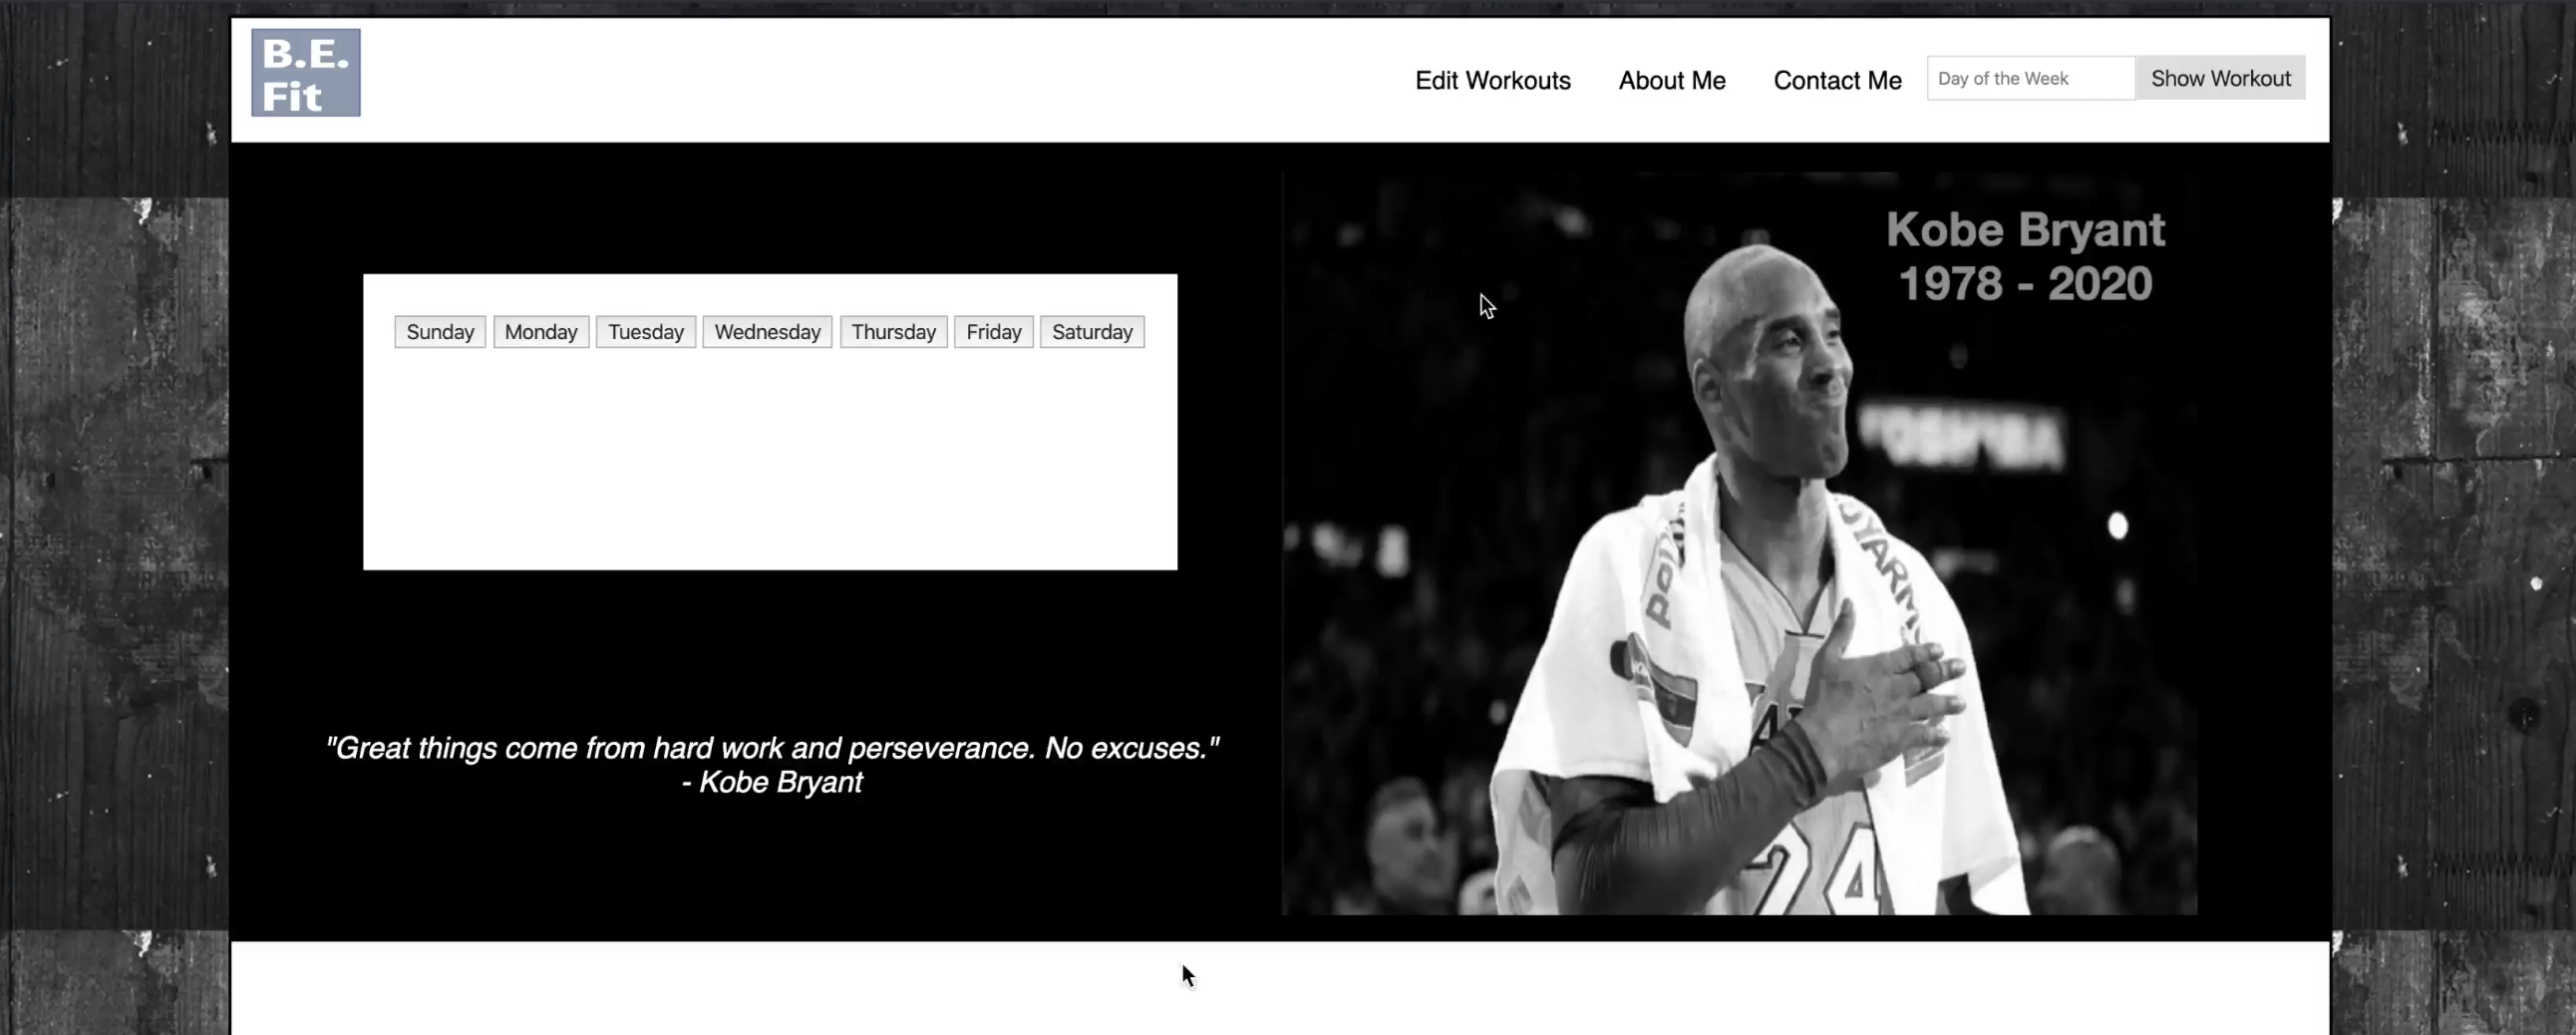 B.E.
Fit
Edit Workouts About Me Contact Me Day of the Week Show Workout
Kobe Bryant
1978 - 2020
Sunday Monday Tuesday Wednesday Thursday Friday Saturday
24
"Great things come from hard work and perseverance. No excuses."
- Kobe Bryant